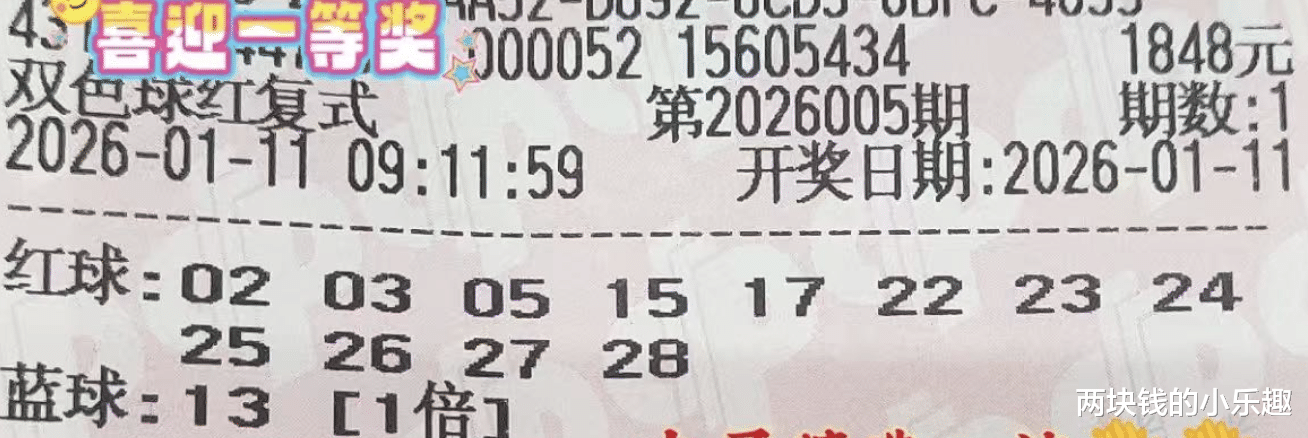 喜迎一等奖
000052 15605434 1848元
双色球红复式 第2026005期 期数:1
2026-01-11 09:11:59 开奖日期:2026-01-11
红球: 02 03 05 15 17 22 23 24
25 26 27 28
蓝球: 13 [1倍]
两块钱的小乐趣